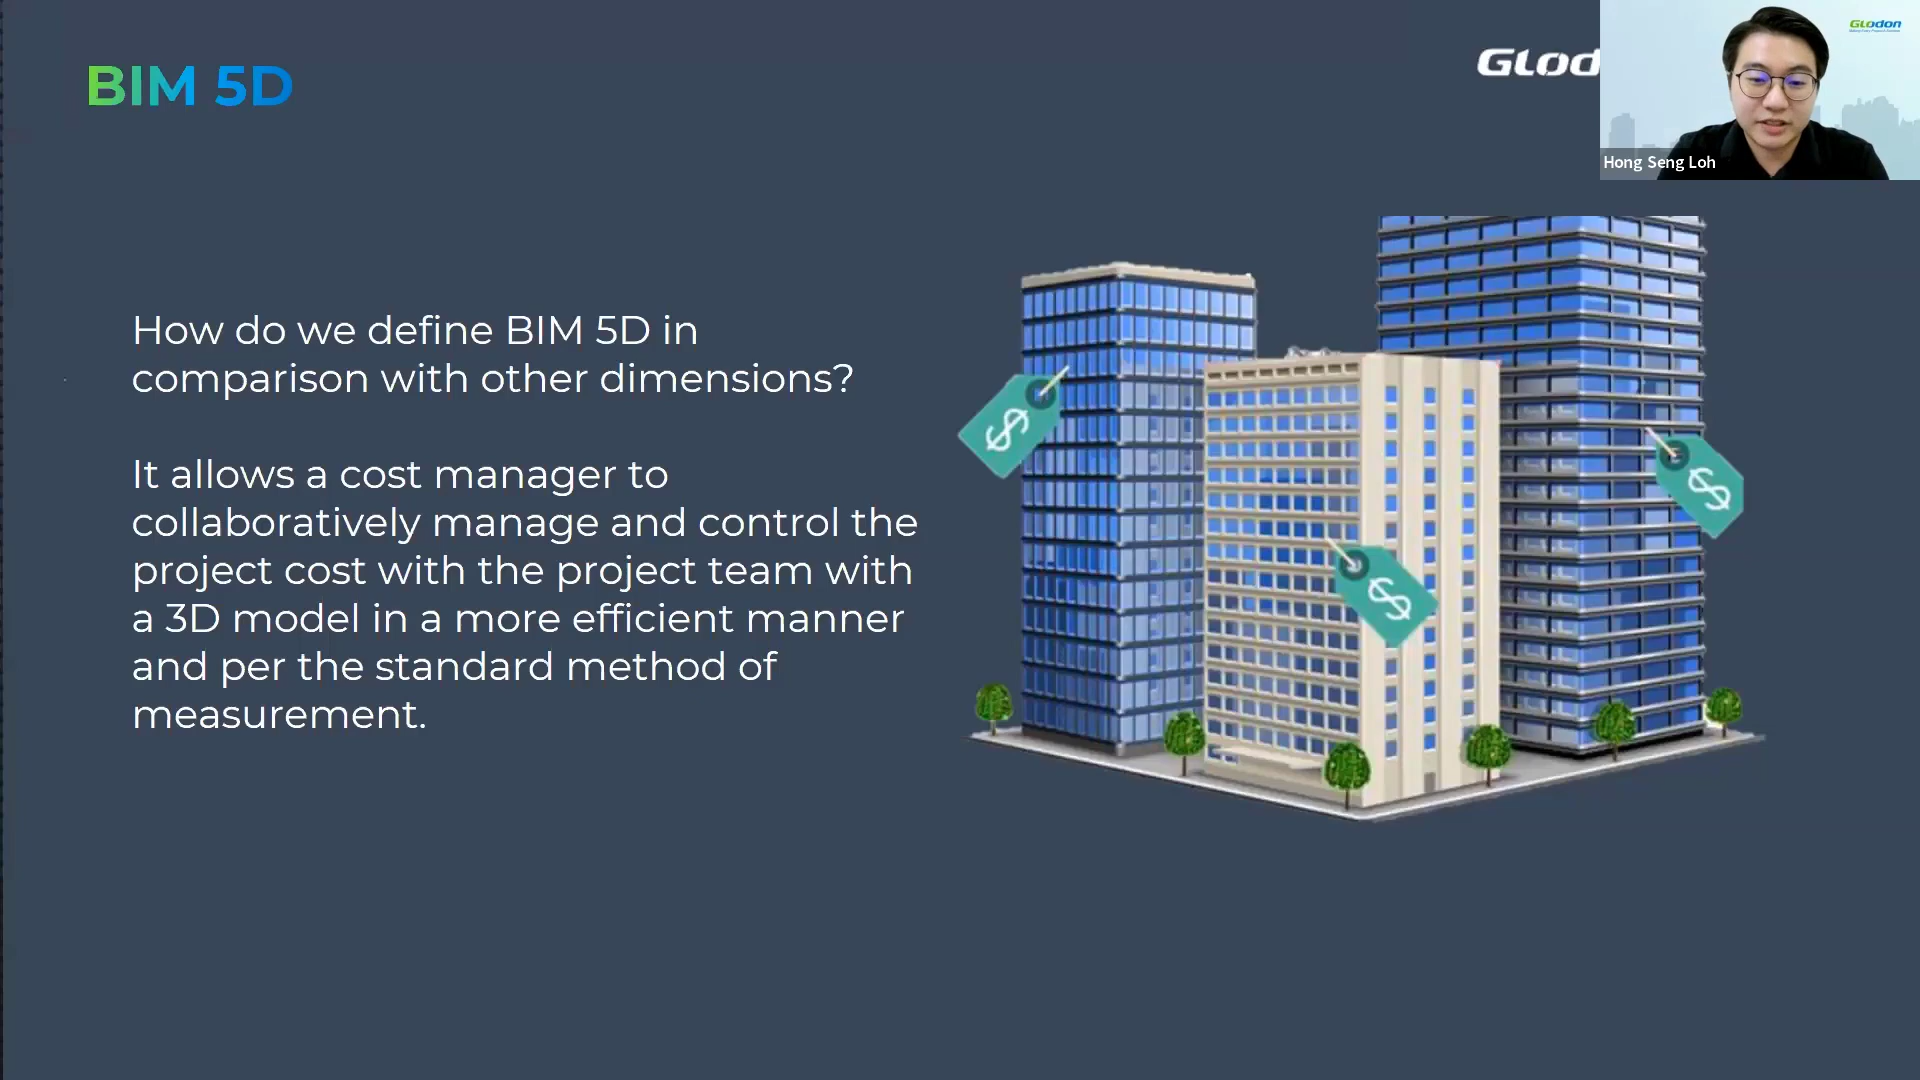 BIM 5D
GLod
Glodon
Hong Seng Loh
How do we define BIM 5D in
comparison with other dimensions?
It allows a cost manager to
collaboratively manage and control the
project cost with the project team with
a 3D model in a more efficient manner
and per the standard method of
measurement.
$
$
$